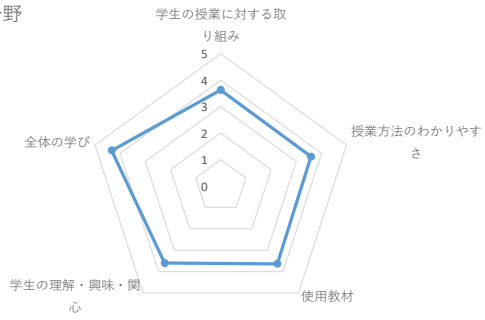 野
学生の授業に対する取
り組み
5
4
3
2
1
0
授業方法のわかりやす
さ
使用教材
学生の理解・興味・関
心
全体の学び